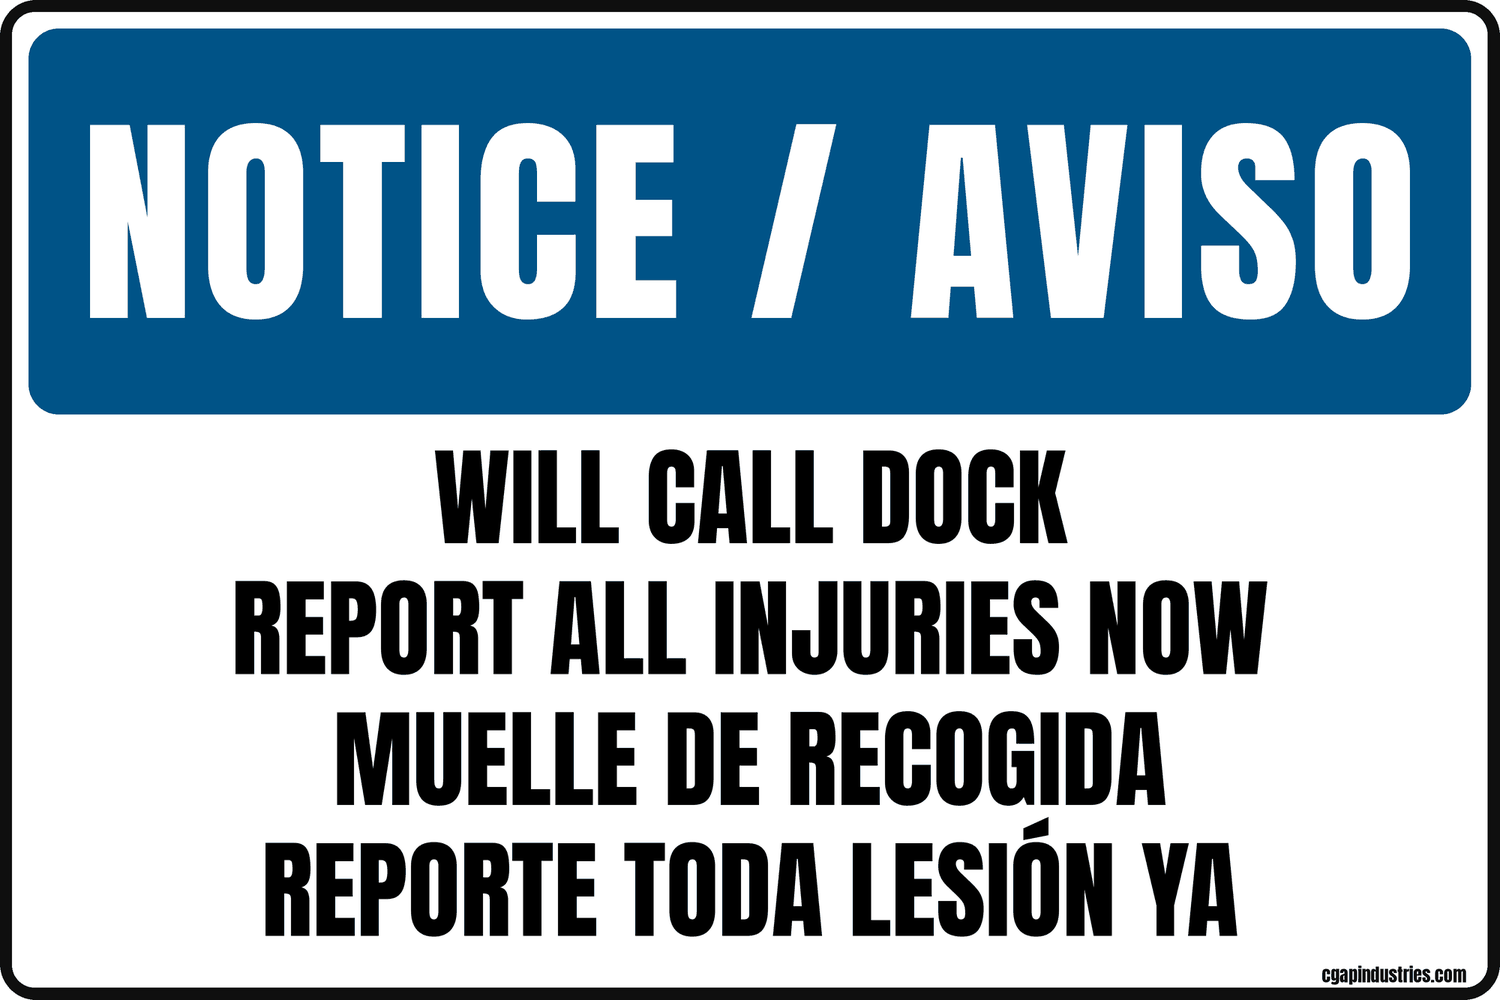 NOTICE / AVISO
WILL CALL DOCK
REPORT ALL INJURIES NOW
MUELLE DE RECOGIDA
REPORTE TODA LESIÓN YA
cgapindustries.com